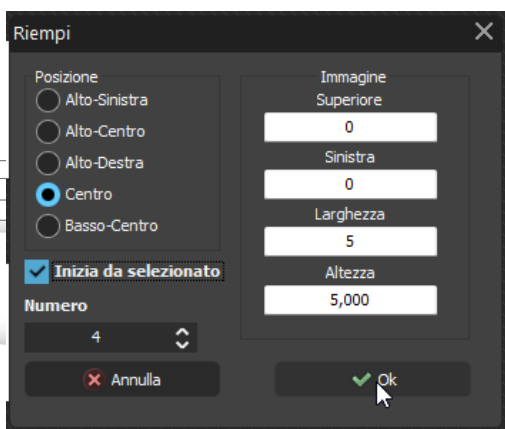 Riempi
Posizione
Alto-Sinistra
Alto-Centro
Alto-Destra
Centro
Basso-Centro
Inizia da selezionato
Numero
4
Immagine
Superiore
0
Sinistra
0
Larghezza
5
Altezza
5,000
Annulla
Ok